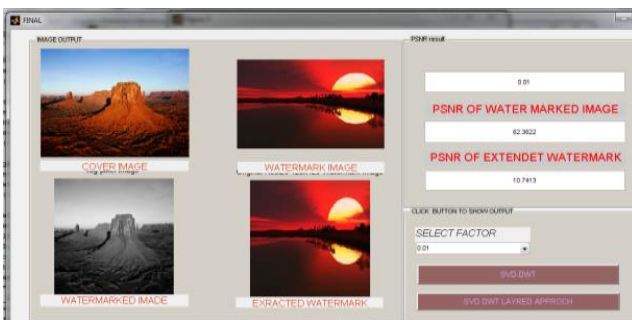 FINAL
IMAGE OUTPUT
COVER IMAGE
WATERMARK IMAGE
WATERMARKED IMADE
EXRACTED WATERMARK
PSNR result
0.01
PSNR OF WATER MARKED IMAGE
62.3622
PSNR OF EXTENDET WATERMARK
10.7413
CLICK BUTTON TO SHOW OUTPUT
SELECT FACTOR
0.01
SVD-DWT
SVD DWT LAYRED APPROCH